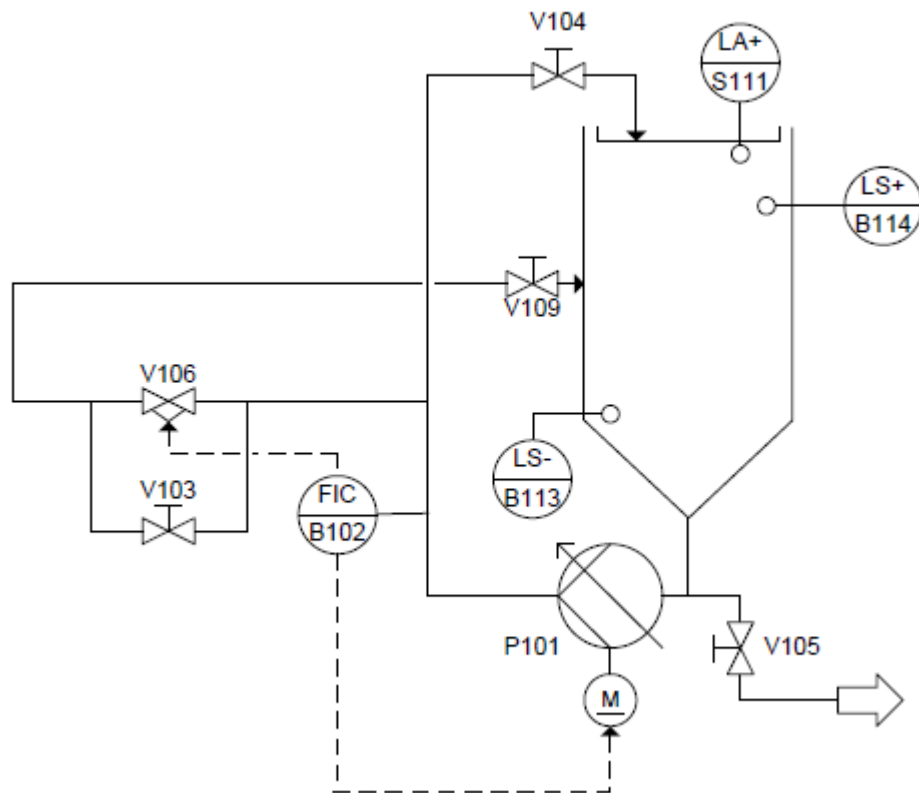 V104
LA+
S111
LS+
B114
V109
V106
LS-
B113
V103
FIC
B102
P101
V105
M